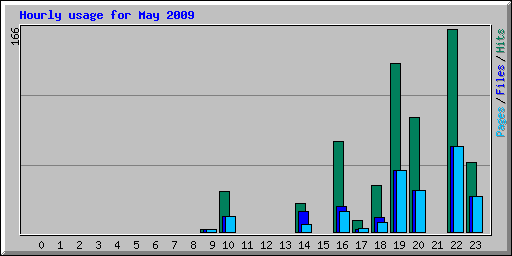 Hourly usage for May 2009
166
Pages / Files / Hits
0 1 2 3 4 5 6 7 8 9 10 11 12 13 14 15 16 17 18 19 20 21 22 23